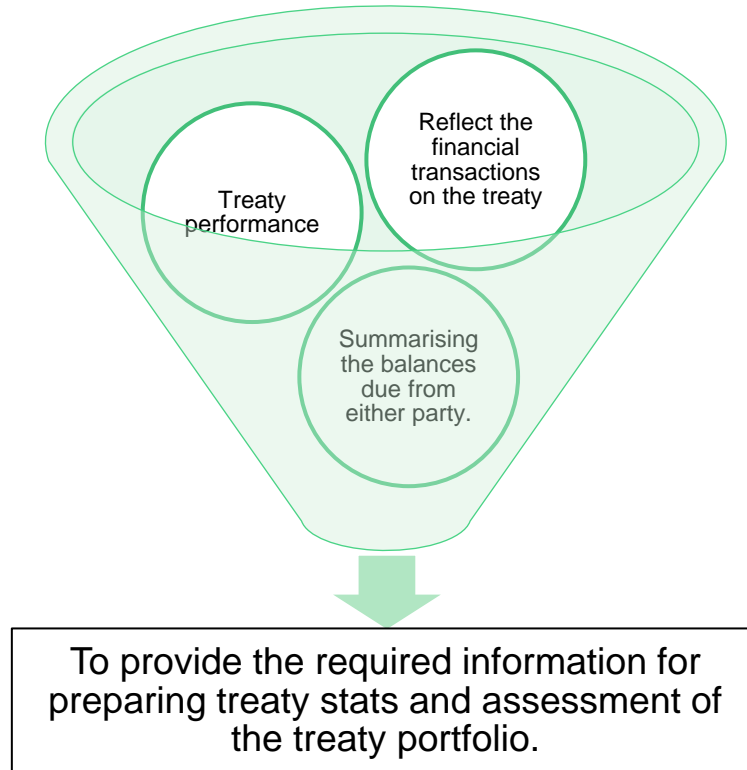 Reflect the
financial
transactions
on the treaty
Treaty
performance
Summarising
the balances
due from
either party.
To provide the required information for
preparing treaty stats and assessment of
the treaty portfolio.